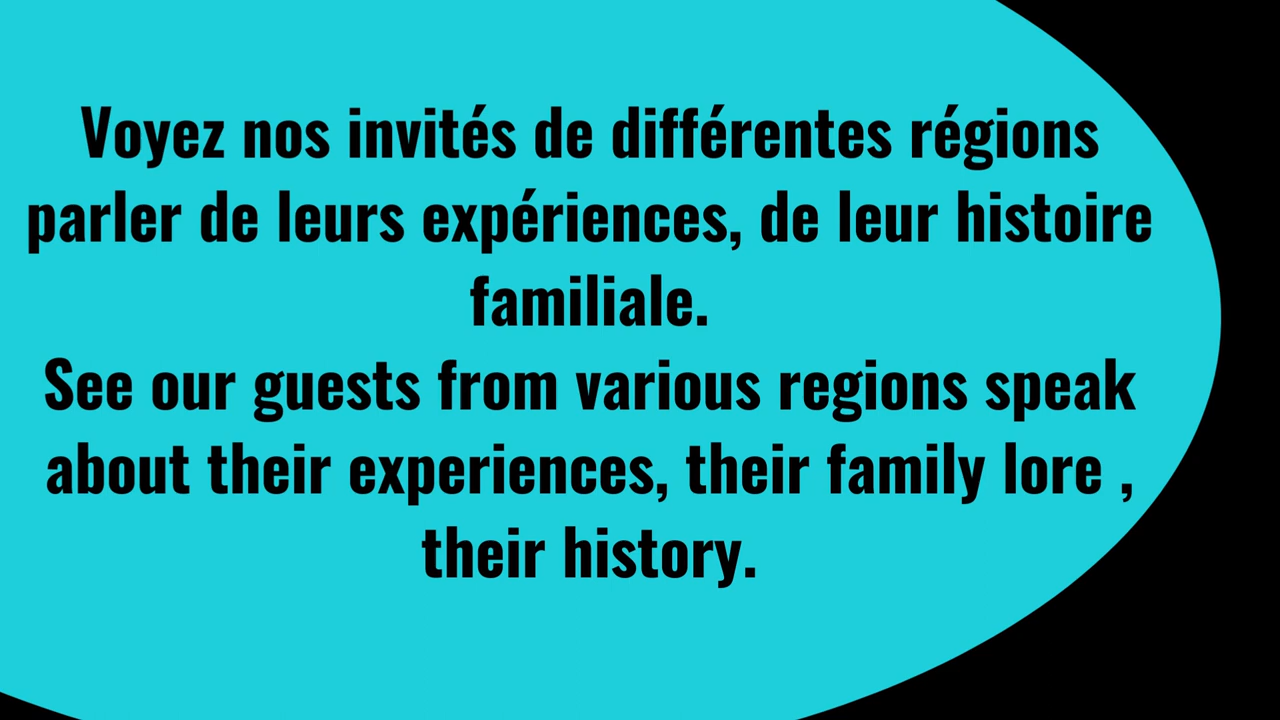 Voyez nos invités de différentes régions
parler de leurs expériences, de leur histoire
familiale.
See our guests from various regions speak
about their experiences, their family lore ,
their history.